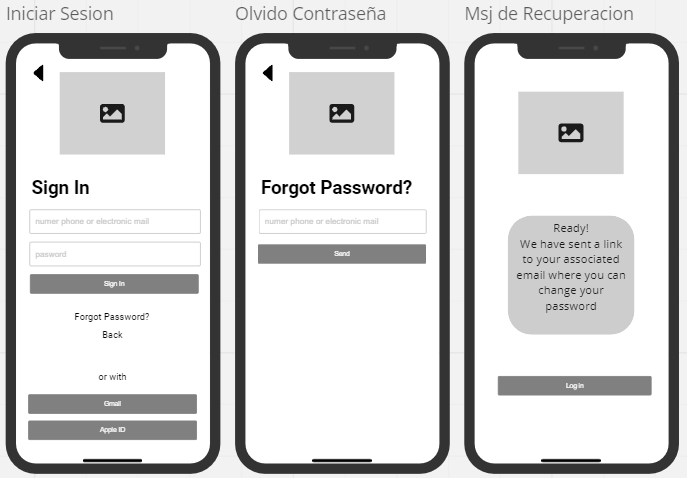 Iniciar Sesion
Sign In
numer phone or electronic mail
pasword
Sign In
Forgot Password?
Back
or with
Gmail
Apple ID
Olvido Contraseña
Forgot Password?
numer phone or electronic mail
Send
Msj de Recuperacion
Ready!
We have sent a link
to your associated
email where you can
change your
password
Log in